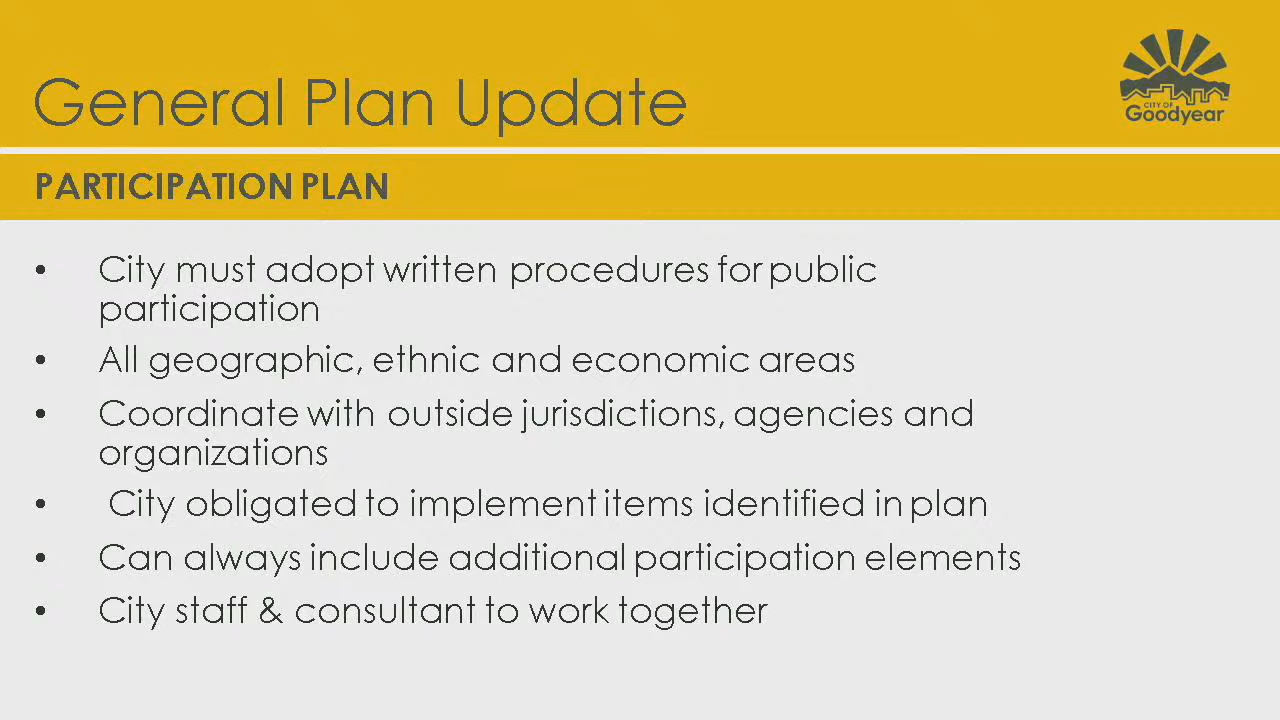 General Plan Update
CITY OF
Goodyear
PARTICIPATION PLAN
• City must adopt written procedures for public
participation
• All geographic, ethnic and economic areas
• Coordinate with outside jurisdictions, agencies and
organizations
• City obligated to implement items identified in plan
• Can always include additional participation elements
• City staff & consultant to work together